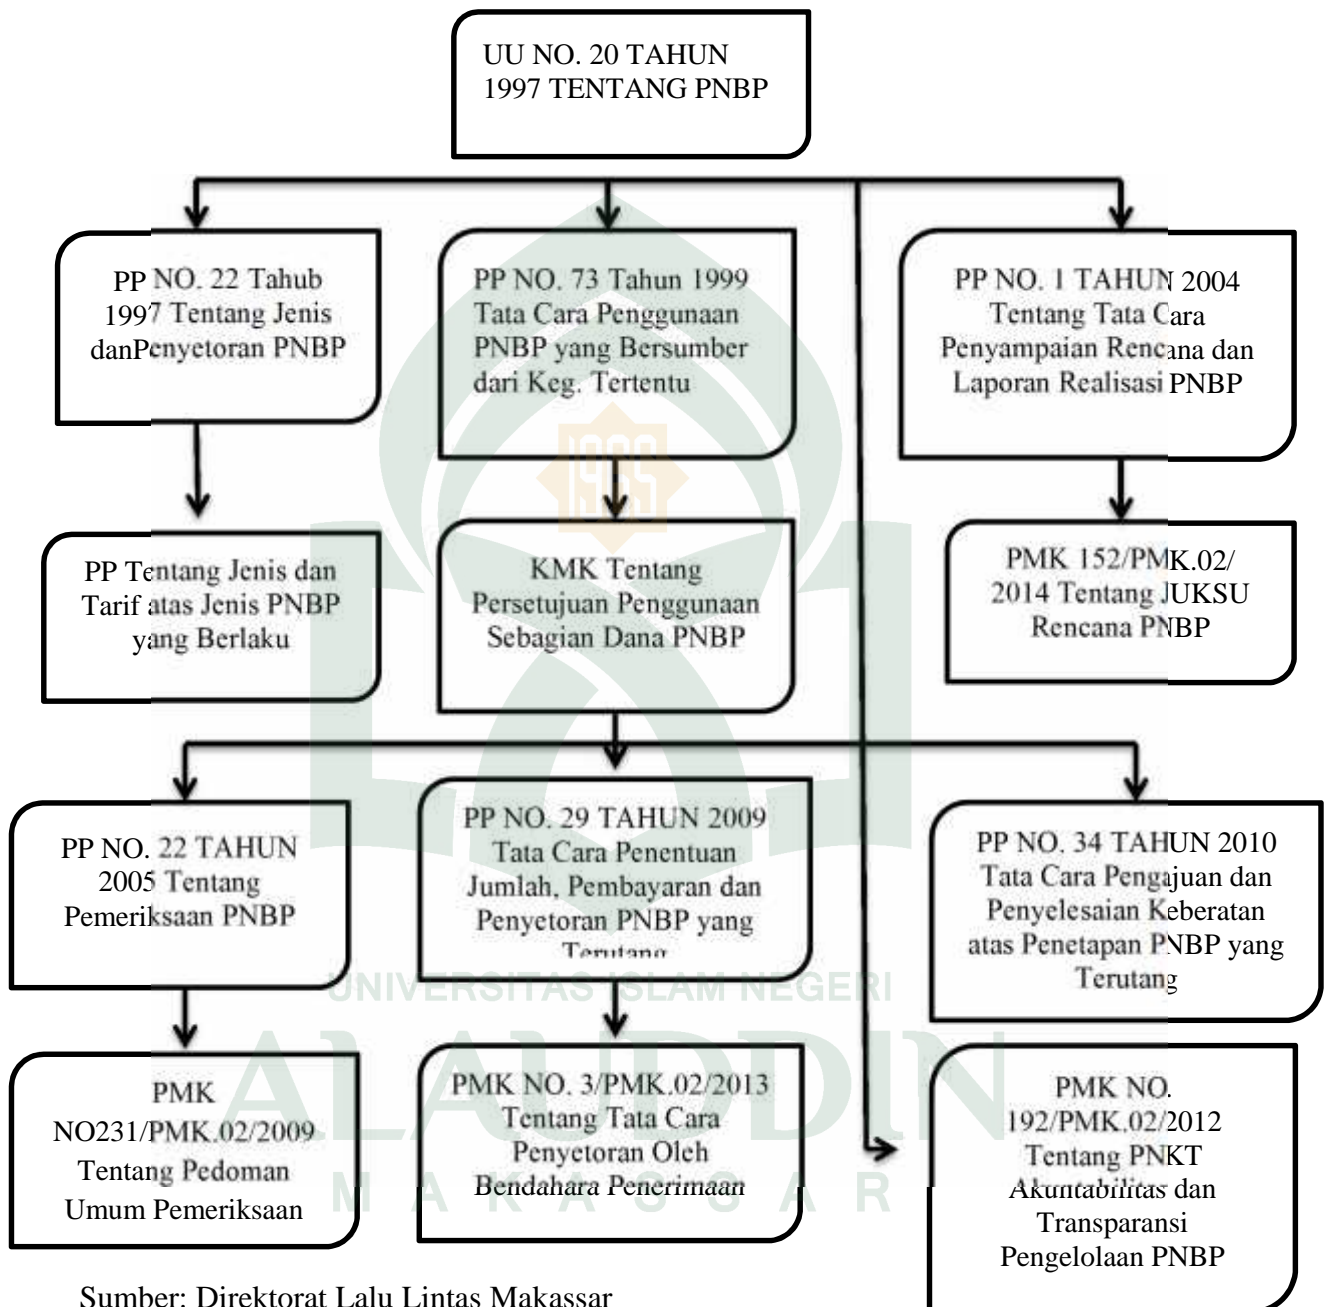 UU NO. 20 TAHUN
1997 TENTANG PNBP
PP NO. 22 Tahub
1997 Tentang Jenis
danPenyetoran PNBP
PP NO. 73 Tahun 1999
Tata Cara Penggunaan
PNBP yang Bersumber
dari Keg. Tertentu
PP NO. 1 TAHUN 2004
Tentang Tata Cara
Penyampaian Rencana dan
Laporan Realisasi PNBP
1965
PP Tentang Jenis dan
Tarif atas Jenis PNBP
yang Berlaku
KMK Tentang
Persetujuan Penggunaan
Sebagian Dana PNBP
PMK 152/PMK.02/
2014 Tentang JUKSU
Rencana PNBP
PP NO. 22 TAHUN
2005 Tentang
Pemeriksaan PNBP
PP NO. 29 TAHUN 2009
Tata Cara Penentuan
Jumlah, Pembayaran dan
Penyetoran PNBP yang
Terutang
PP NO. 34 TAHUN 2010
Tata Cara Pengajuan dan
Penyelesaian Keberatan
atas Penetapan PNBP yang
Terutang
UNIVERSITAS ISLAM NEGERI
ALAUDDIN
MAKASSAR
PMK
NO231/PMK.02/2009
Tentang Pedoman
Umum Pemeriksaan
PMK NO. 3/PMK.02/2013
Tentang Tata Cara
Penyetoran Oleh
Bendahara Penerimaan
PMK NO.
192/PMK.02/2012
Tentang PNKT
Akuntabilitas dan
Transparansi
Pengelolaan PNBP
Sumber: Direktorat Lalu Lintas Makassar